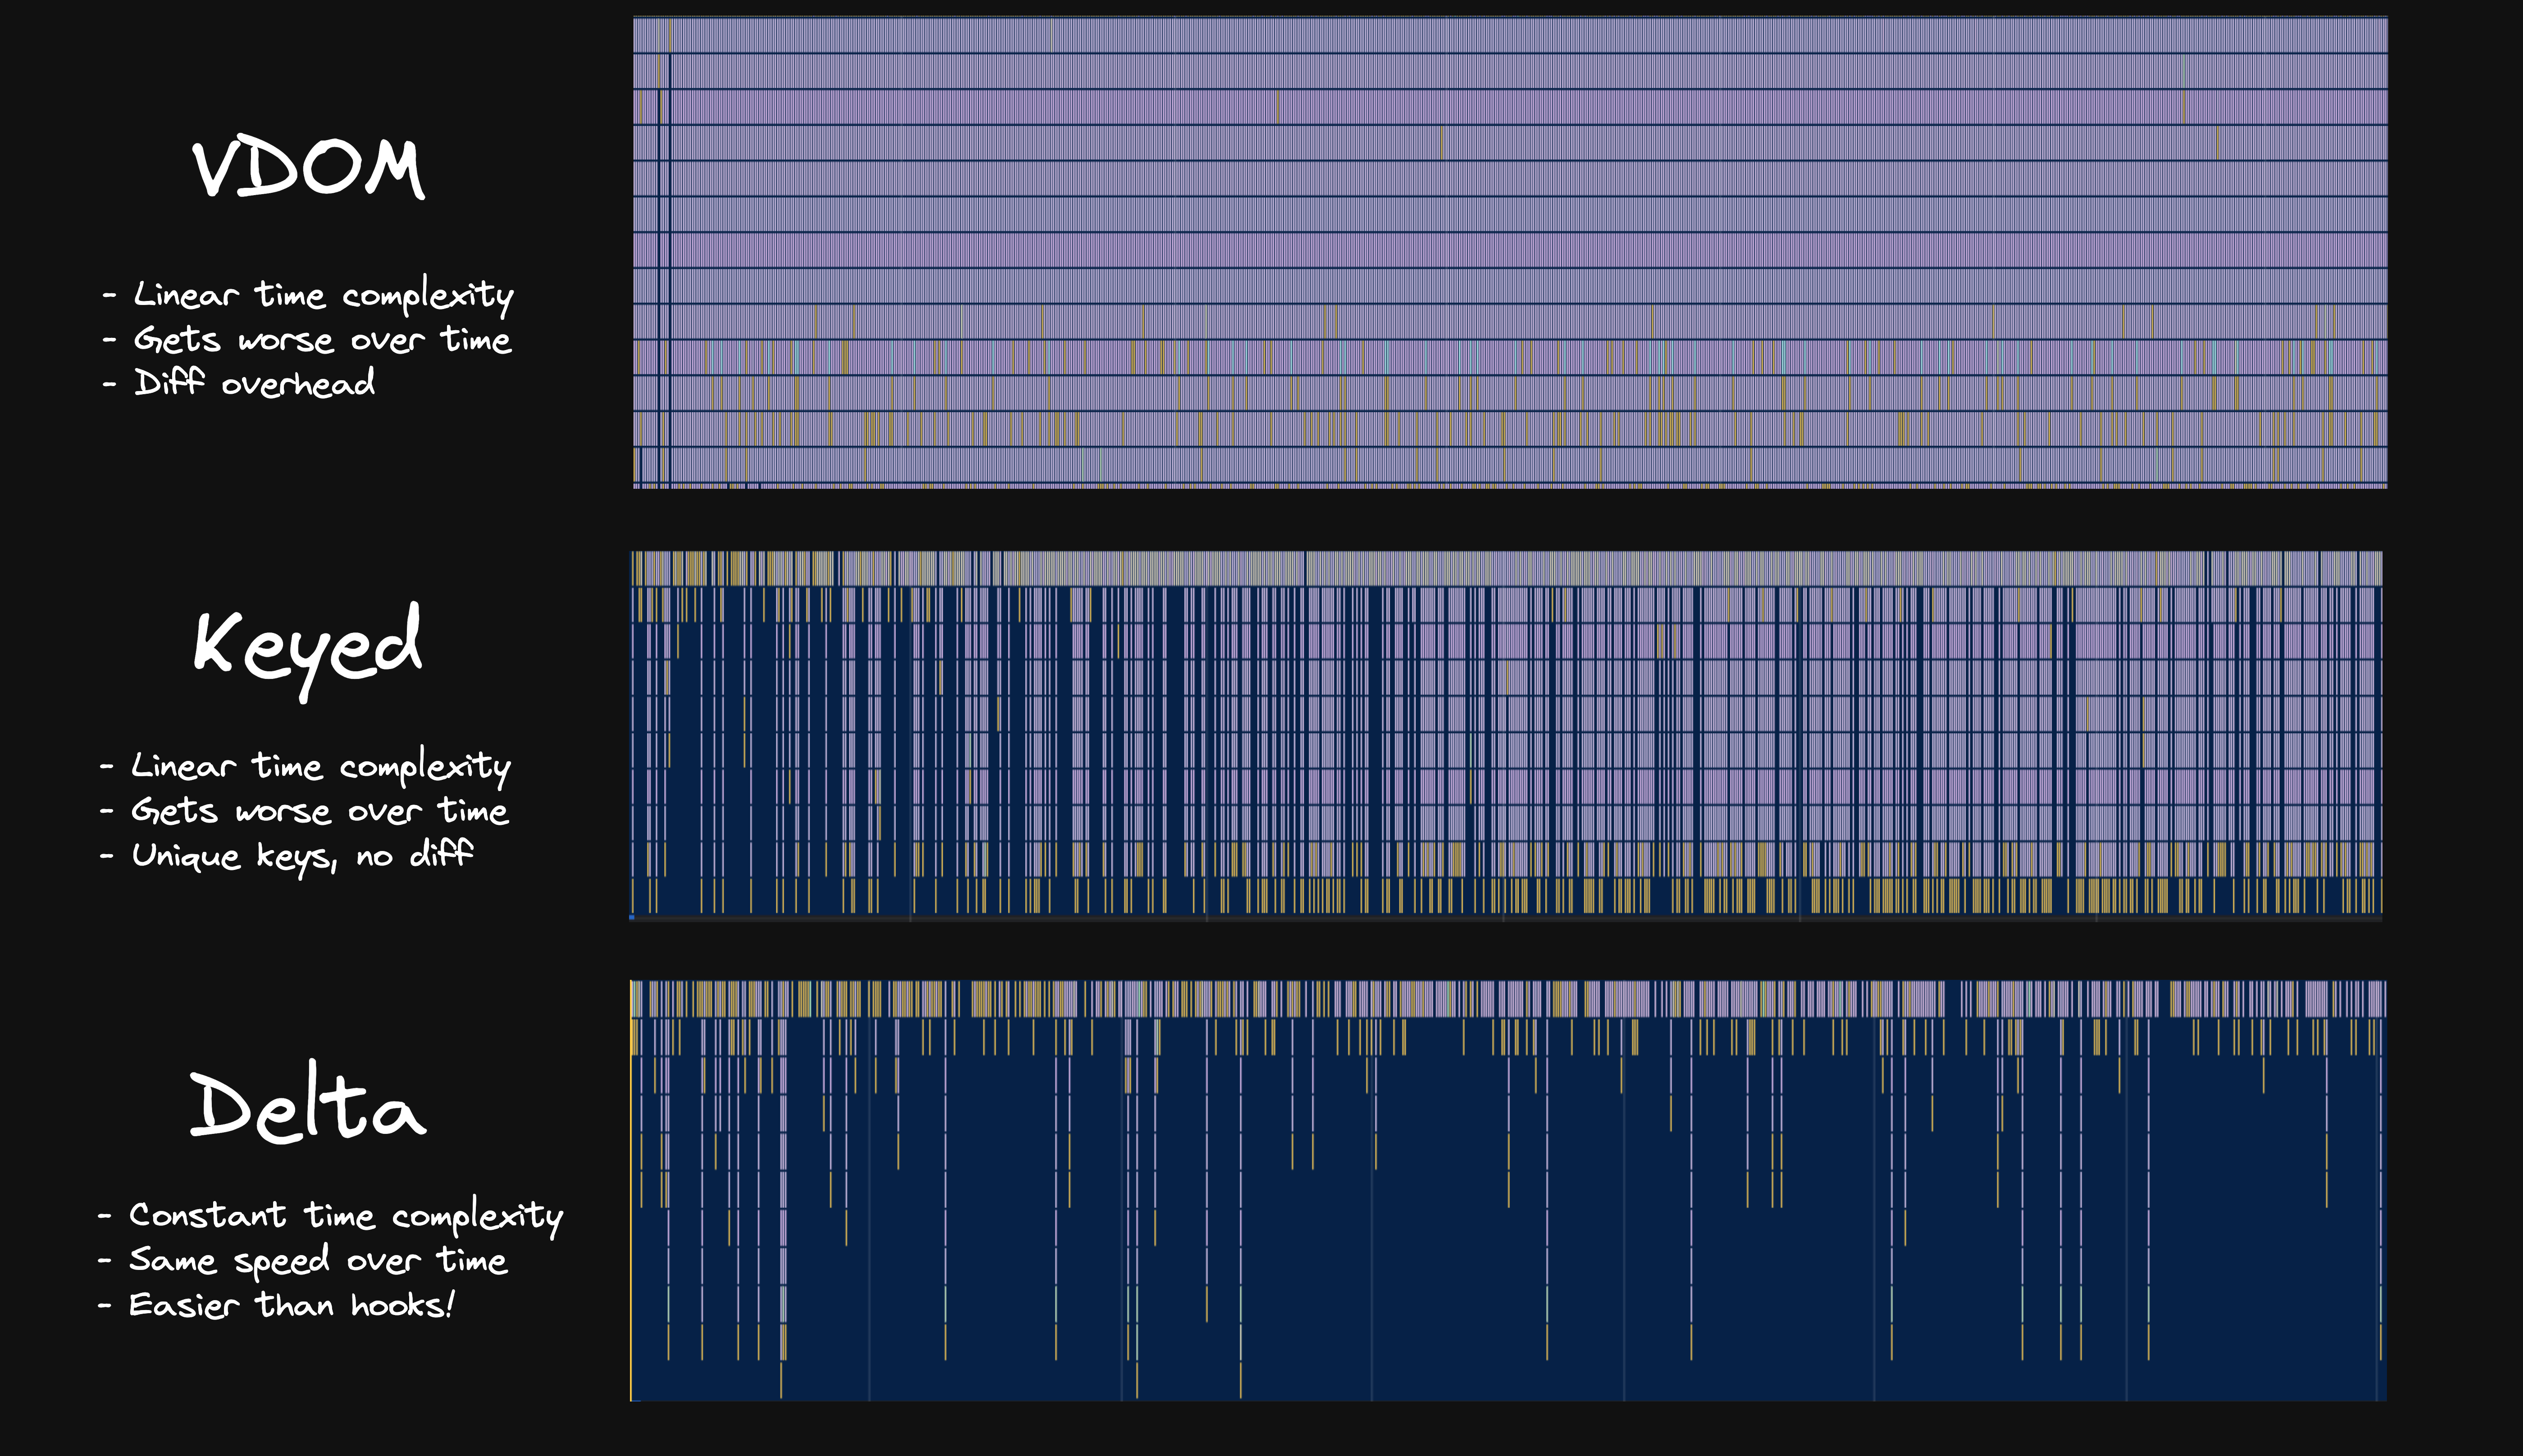 VDOM
- Linear time complexity
- Gets worse over time
- Diff overhead
Keyed
- Linear time complexity
- Gets worse over time
- Unique keys, no diff
Delta
- Constant time complexity
- Same speed over time
- Easier than hooks!